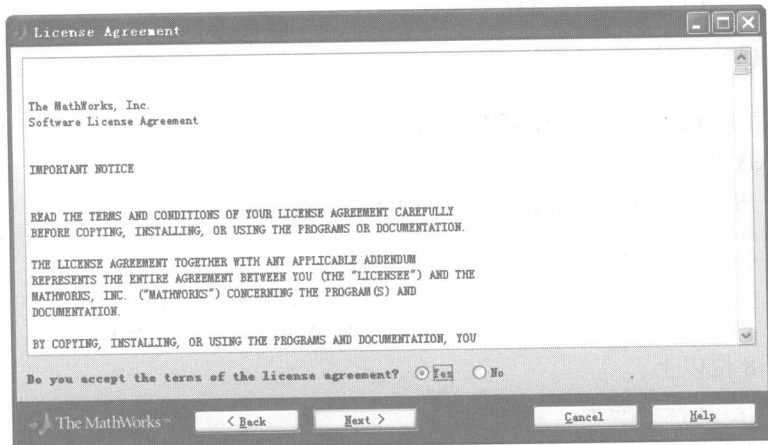 License Agreement
The MathWorks, Inc.
Software License Agreement
IMPORTANT NOTICE
READ THE TERMS AND CONDITIONS OF YOUR LICENSE AGREEMENT CAREFULLY
BEFORE COPYING, INSTALLING, OR USING THE PROGRAMS OR DOCUMENTATION.
THE LICENSE AGREEMENT TOGETHER WITH ANY APPLICABLE ADDENDUM
REPRESENTS THE ENTIRE AGREEMENT BETWEEN YOU (THE "LICENSEE") AND THE
MATHWORKS, INC. ("MATHWORKS") CONCERNING THE PROGRAM(S) AND
DOCUMENTATION.
BY COPYING, INSTALLING, OR USING THE PROGRAMS AND DOCUMENTATION, YOU
Do you accept the terms of the license agreement? Yes No
The MathWorks™ < Back Next > Cancel Help